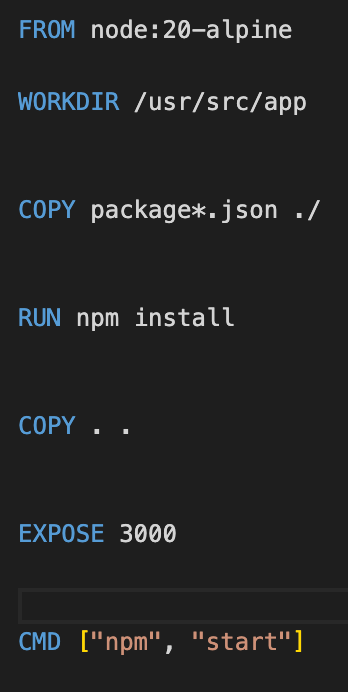 FROM node:20-alpine
WORKDIR /usr/src/app
COPY package*.json ./
RUN npm install
COPY . .
EXPOSE 3000
CMD ["npm", "start"]